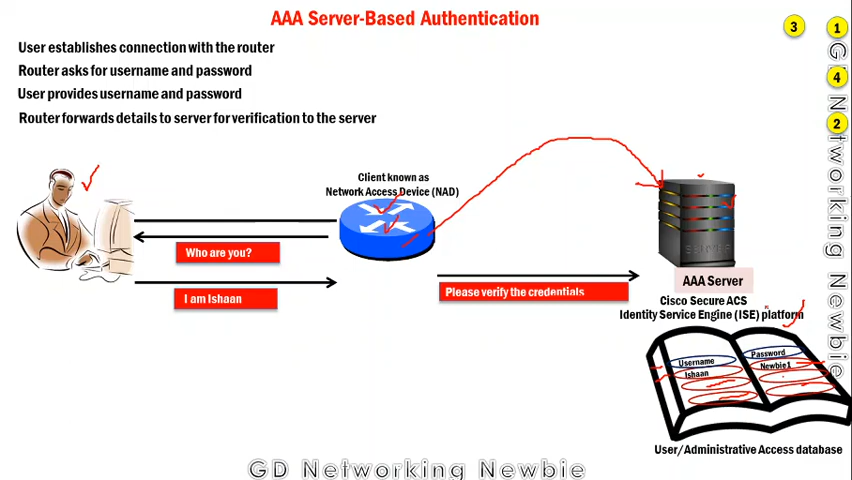 AAA Server-Based Authentication
3
1
4
2
User establishes connection with the router
Router asks for username and password
User provides username and password
Router forwards details to server for verification to the server
Client known as
Network Access Device (NAD)
Who are you?
I am Ishaan
Please verify the credentials
AAA Server
Cisco Secure ACS
Identity Service Engine (ISE) platform
Username
Ishaan
Password
Newbie1
User/Administrative Access database
GD Networking Newbie
GD Networking Newbie